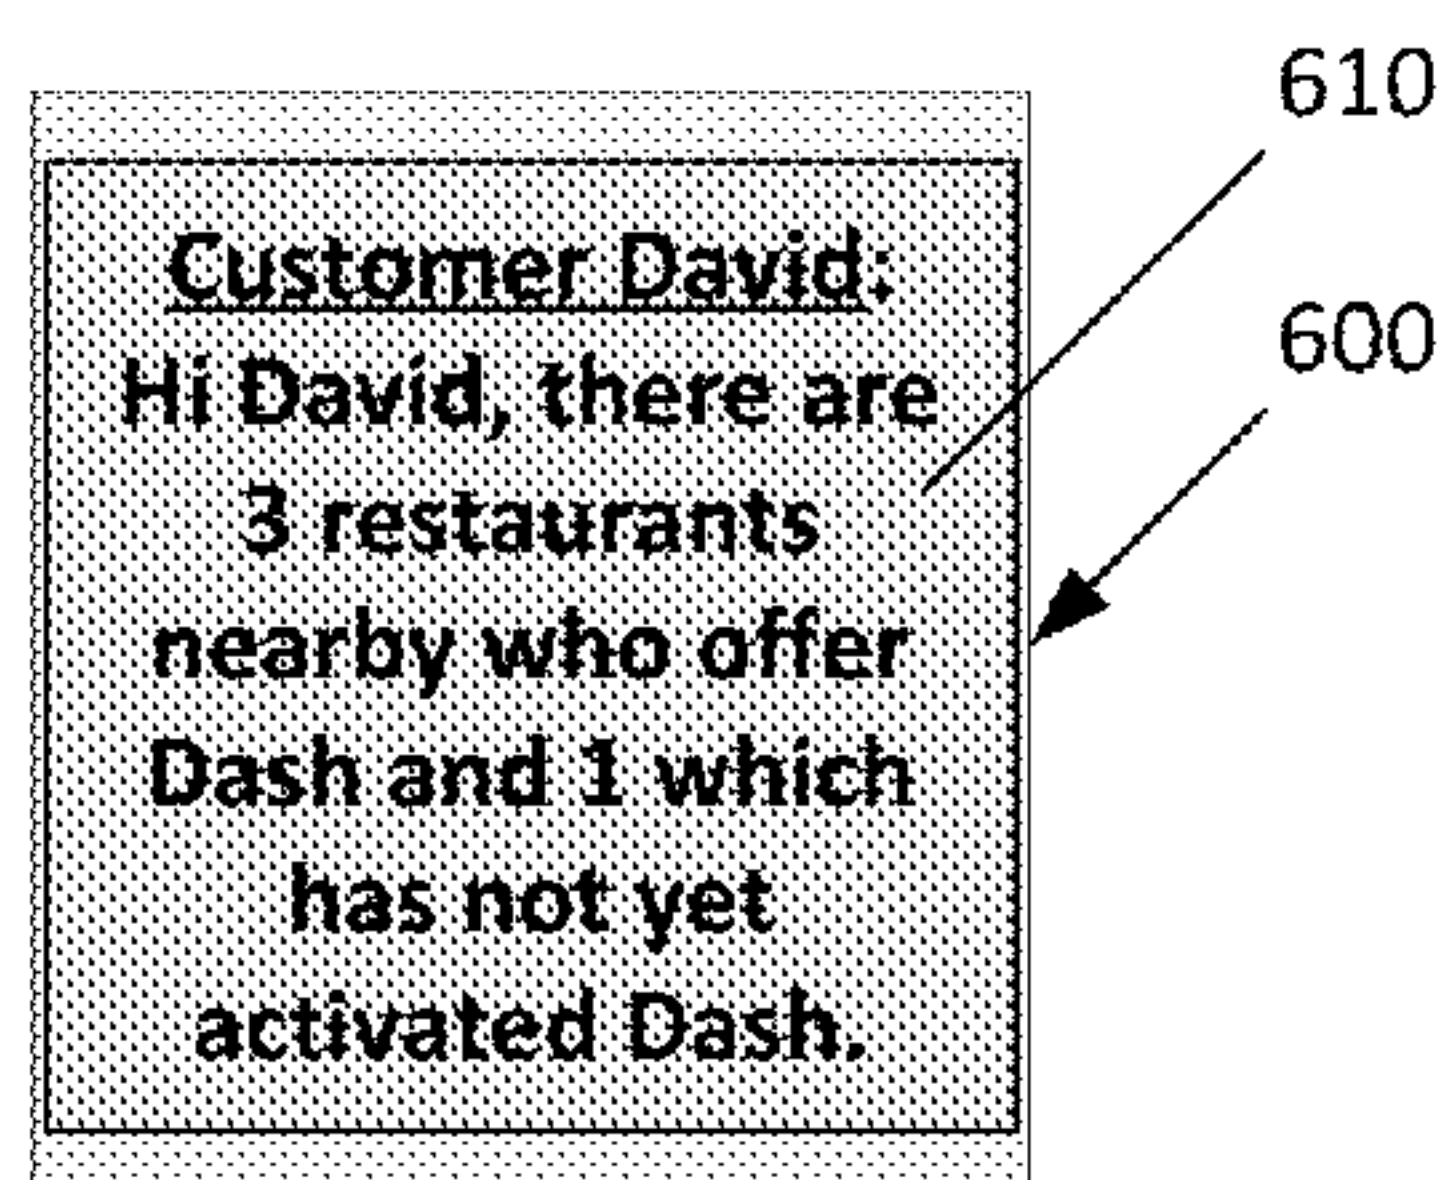 610
600
Customer David:
Hi David, there are
3 restaurants
nearby who offer
Dash and 1 which
has not yet
activated Dash.